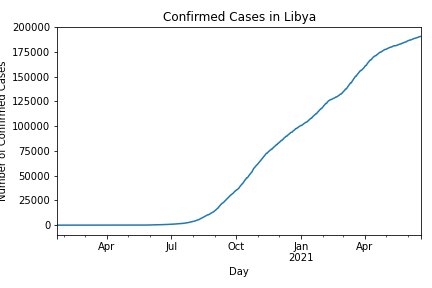 Confirmed Cases in Libya
200000
175000
150000
125000
100000
75000
50000
25000
0
Number of Confirmed Cases
Apr Jul Oct Jan Apr
2021
Day